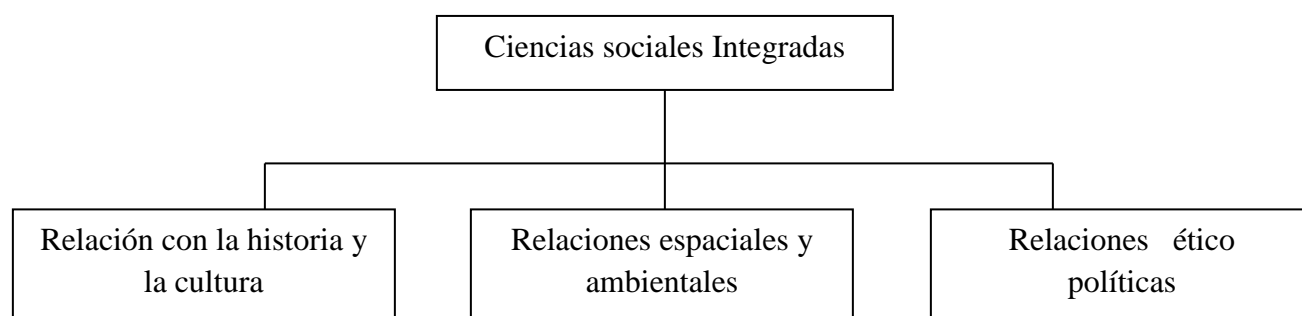 Ciencias sociales Integradas
Relación con la historia y
la cultura
Relaciones espaciales y
ambientales
Relaciones ético
políticas